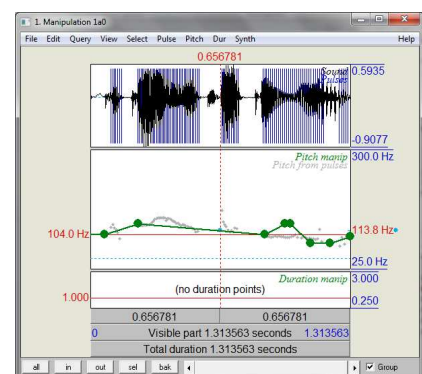 1. Manipulation 1a0
File Edit Query View Select Pulse Pitch Dur Synth Help
0.656781
Sound 0.5935
Pulses
-0.9077
Pitch manip 300.0 Hz
Pitch from pulses
104.0 Hz 113.8 Hz
25.0 Hz
Duration manip 3.000
(no duration points)
1.000 0.250
0.656781 0.656781
0 Visible part 1.313563 seconds 1.313563
Total duration 1.313563 seconds
all in out sel bak Group